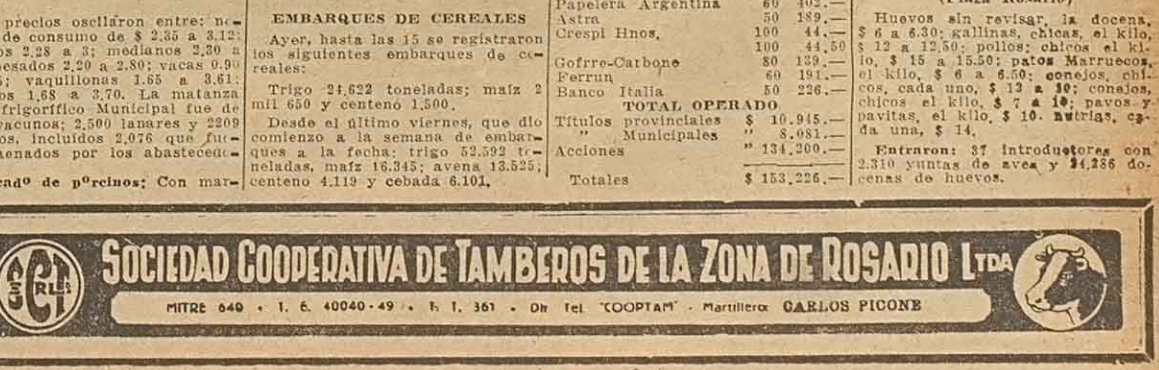 precios oscilaron entre: no-
de consumo de $ 2.35 a 3.12;
os 2.28 a 3; medianos 2,30 a
pesados 2,20 a 2.80; vacas 0.90
5; vaquillonas 1.65 a 3.61;
os 1,68 a 3.70. La matanza
frigorífico Municipal fue de
vacunos; 2.500 lanares y 2209
os, incluidos 2.076 que fue-
aenados por los abastecedo-
cado de porcinos: Con mar-
EMBARQUES DE CEREALES
Ayer, hasta las 15 se registraron
los siguientes embarques de ce-
reales:
Trigo 24,622 toneladas; maíz 2
mil 650 y centeno 1,500.
Desde el último viernes, que dio
comienzo a la semana de embar-
ques a la fecha: trigo 52.592 to-
neladas, maíz 16.345; avena 13.525;
centeno 4.119 y cebada 6.101.
Papelera Argentina 60 402.—
Astra 50 189.—
Crespi Hnos. 100 44.—
100 44,50
Gofrre-Carbone 80 139.—
Ferrun 60 191.—
Banco Italia 50 226.—
TOTAL OPERADO
Títulos provinciales $ 10.945.—
" Municipales " 8.081.—
Acciones " 134.200.—
Totales $ 153,226.—
(Plaza Rosario)
Huevos sin revisar, la docena,
$ 6 a 6.30; gallinas, chicas, el kilo,
$ 12 a 12,50; pollos; chicos el ki-
lo, $ 15 a 15.50; patos Marruecos,
el kilo, $ 6 a 6.50; conejos, chi-
cos, cada uno, $ 12 a 10; conejos,
chicos el kilo, $ 7 a 10; pavos y
pavitas, el kilo, $ 10. nutrias, ca-
da una, $ 14.
Entraron: 37 introductores con
2.310 yuntas de aves y 24,286 do-
cenas de huevos.
SOCIEDAD COOPERATIVA DE TAMBEROS DE LA ZONA DE ROSARIO LTDA
MITRE 640 • T. E. 40040-49 • F. T. 361 • Dir Tel "COOPTAM" - Martillero: CARLOS PICONE